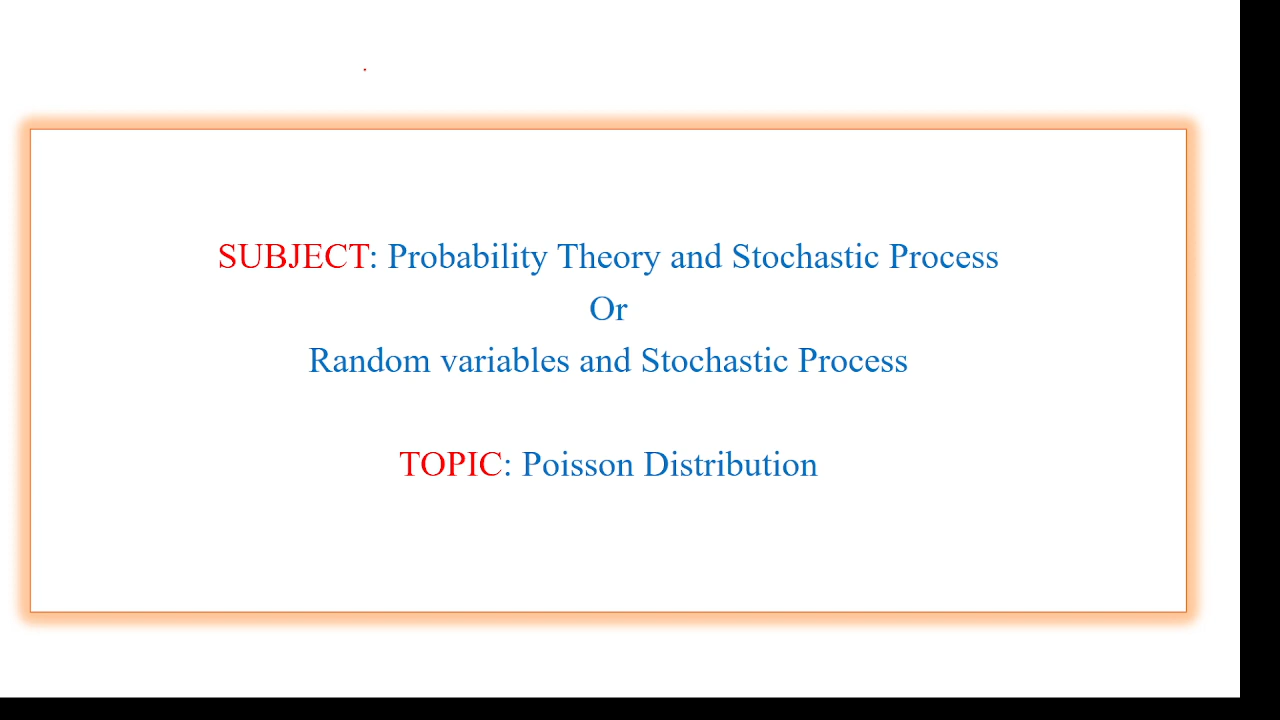 SUBJECT: Probability Theory and Stochastic Process
Or
Random variables and Stochastic Process
TOPIC: Poisson Distribution